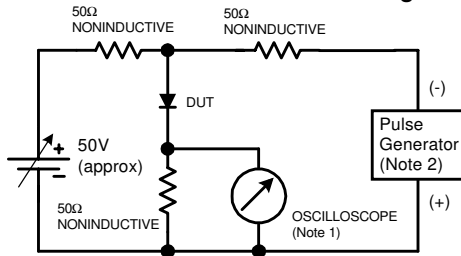 50Ω
NONINDUCTIVE
50Ω
NONINDUCTIVE
DUT
(-)
+
50V
(approx)
−
Pulse
Generator
(Note 2)
50Ω
NONINDUCTIVE
(+)
OSCILLOSCOPE
(Note 1)